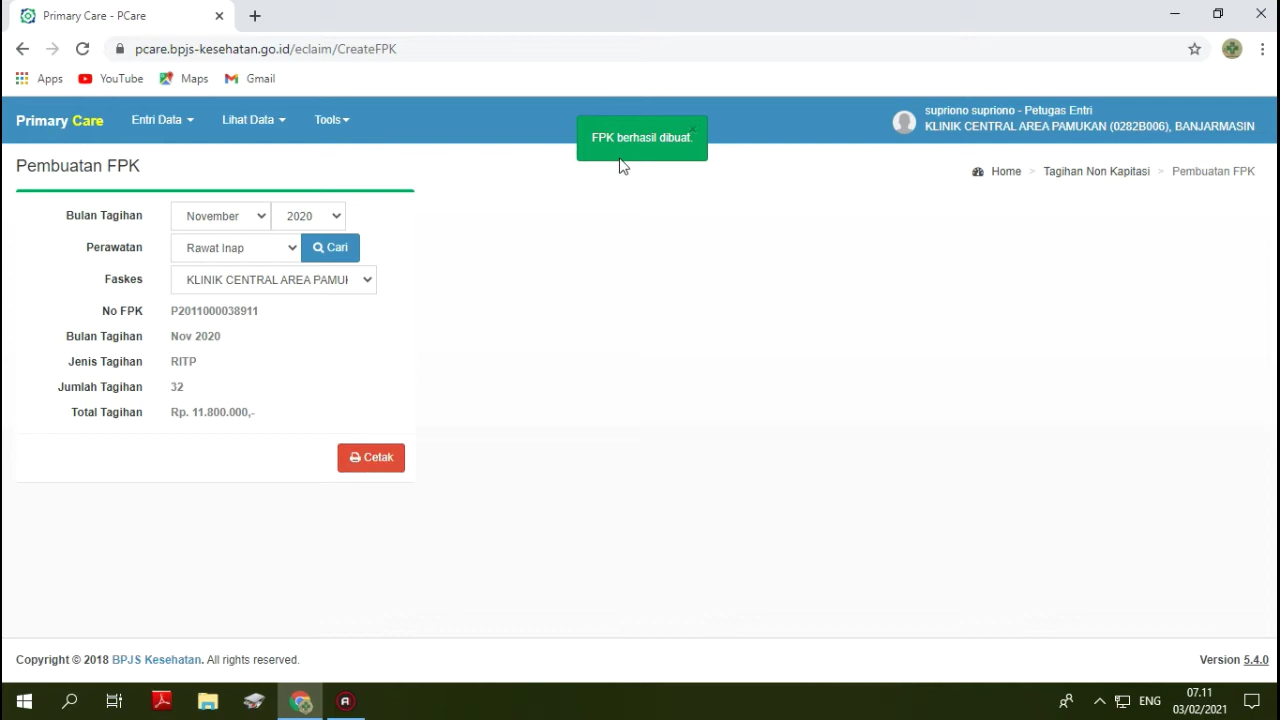 Primary Care - PCare
pcare.bpjs-kesehatan.go.id/eclaim/CreateFPK
Apps YouTube Maps Gmail
Primary Care Entri Data Lihat Data Tools
supriono supriono - Petugas Entri
KLINIK CENTRAL AREA PAMUKAN (0282B006), BANJARMASIN
FPK berhasil dibuat.
Pembuatan FPK
Home > Tagihan Non Kapitasi > Pembuatan FPK
Bulan Tagihan November 2020
Perawatan Rawat Inap Cari
Faskes KLINIK CENTRAL AREA PAMUK
No FPK P2011000038911
Bulan Tagihan Nov 2020
Jenis Tagihan RITP
Jumlah Tagihan 32
Total Tagihan Rp. 11.800.000,-
Cetak
Copyright © 2018 BPJS Kesehatan. All rights reserved.
Version 5.4.0
ENG
07.11
03/02/2021